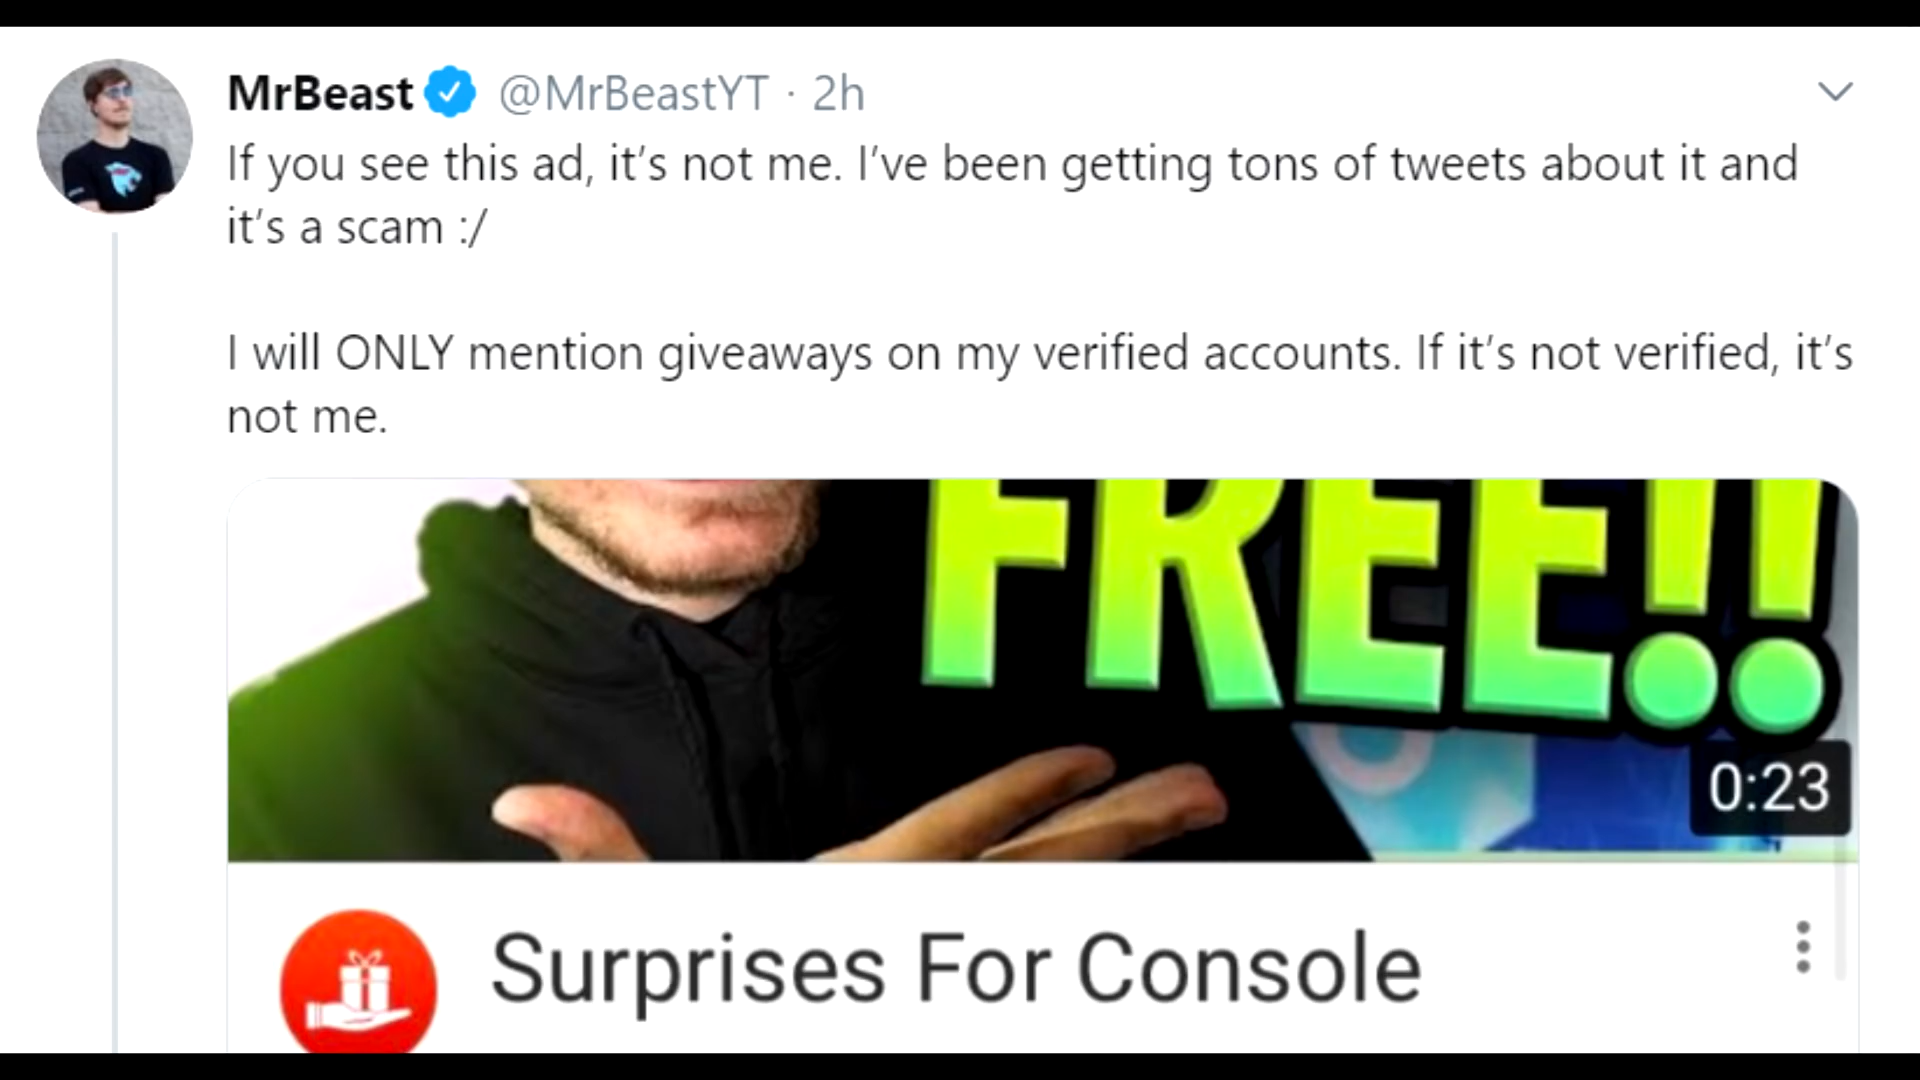 MrBeast @MrBeastYT · 2h
If you see this ad, it's not me. I've been getting tons of tweets about it and
it's a scam :/
I will ONLY mention giveaways on my verified accounts. If it's not verified, it's
not me.
FREE!!
0:23
Surprises For Console